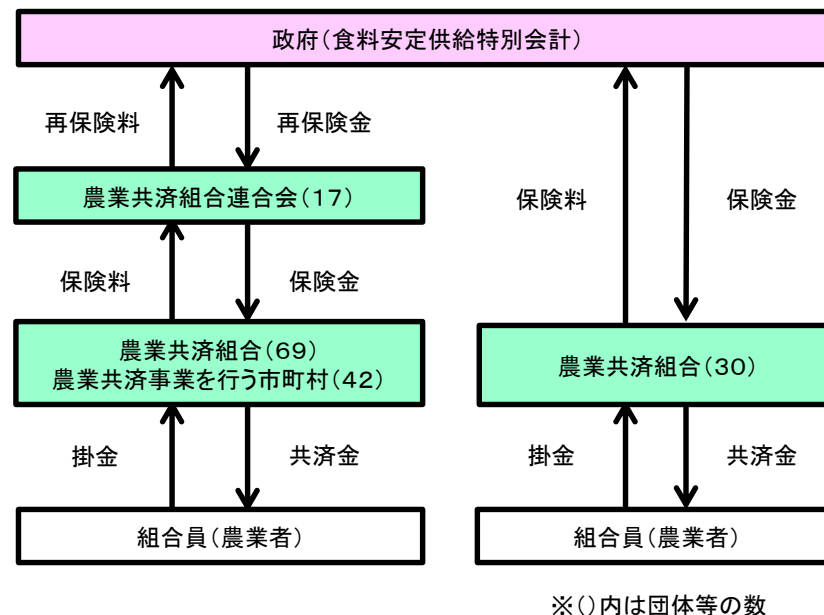 政府(食料安定供給特別会計)
再保険料
再保険金
農業共済組合連合会(17)
保険料
保険金
農業共済組合(69)
農業共済事業を行う市町村(42)
掛金
共済金
組合員(農業者)
保険料
保険金
農業共済組合(30)
掛金
共済金
組合員(農業者)
※()内は団体等の数